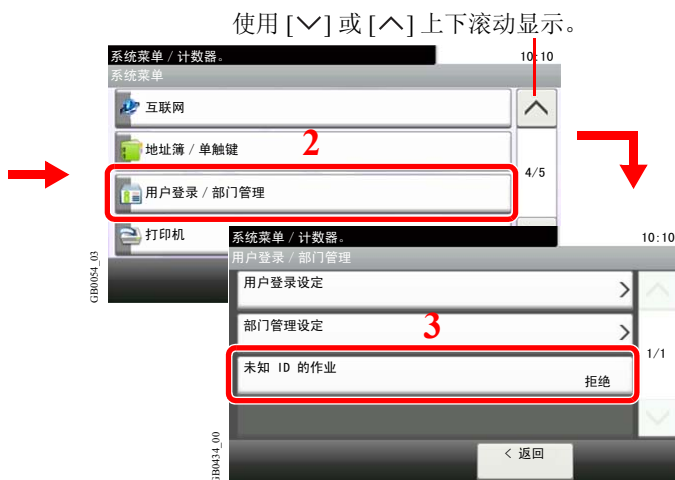 使用 [∨] 或 [∧] 上下滚动显示。
系统菜单 / 计数器。
10:10
系统菜单
互联网
地址簿 / 单触键
2
4/5
用户登录 / 部门管理
打印机
GB0054_03
系统菜单 / 计数器。
10:10
用户登录 / 部门管理
用户登录设定
部门管理设定
3
1/1
未知 ID 的作业
拒绝
GB0434_00
< 返回